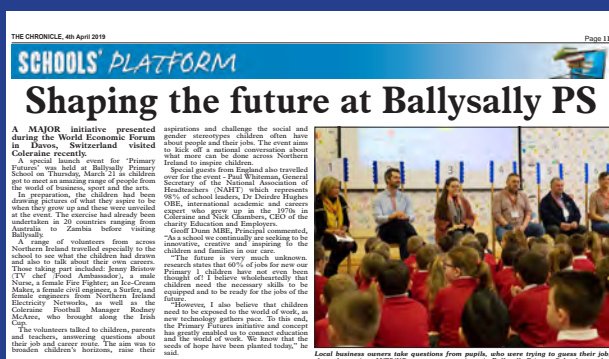 THE CHRONICLE, 4th April 2019
Page 11
SCHOOLS' PLATFORM
Shaping the future at Ballysally PS
A MAJOR initiative presented
during the World Economic Forum
in Davos, Switzerland visited
Coleraine recently.
A special launch event for 'Primary
Futures' was held at Ballysally Primary
School on Thursday, March 21 as children
got to meet an amazing range of people from
the world of business, sport and the arts.
In preparation, the children had been
drawing pictures of what they aspire to be
when they grow up and these were unveiled
at the event. The exercise had already been
undertaken in 20 countries ranging from
Australia to Zambia before visiting
Ballysally.
A range of volunteers from across
Northern Ireland travelled especially to the
school to see what the children had drawn
and also to talk about their own careers.
Those taking part included: Jenny Bristow
(TV chef /Food Ambassador), a male
Nurse, a female Fire Fighter; an Ice-Cream
Maker, a female civil engineer, a Surfer, and
female engineers from Northern Ireland
Electricity Networks, as well as the
Coleraine Football Manager Rodney
McAree, who brought along the Irish
Cup.
The volunteers talked to children, parents
and teachers, answering questions about
their job and career route. The aim was to
broaden children's horizons, raise their
aspirations and challenge the social and
gender stereotypes children often have
about people and their jobs. The event aims
to kick off a national conversation about
what more can be done across Northern
Ireland to inspire children.
Special guests from England also travelled
over for the event - Paul Whiteman, General
Secretary of the National Association of
Headteachers (NAHT) which represents
98% of school leaders, Dr Deirdre Hughes
OBE, international academic and careers
expert who grew up in the 1970s in
Coleraine and Nick Chambers, CEO of the
charity Education and Employers.
Geoff Dunn MBE, Principal commented,
"As a school we continually are seeking to be
innovative, creative and inspiring to the
children and families in our care.
"The future is very much unknown.
research states that 60% of jobs for new our
Primary 1 children have not even been
thought of! I believe wholeheartedly that
children need the necessary skills to be
equipped and to be ready for the jobs of the
future.
"However, I also believe that children
need to be exposed to the world of work, as
new technology gathers pace. To this end,
the Primary Futures initiative and concept
has greatly enabled us to connect education
and the world of work. We know that the
seeds of hope have been planted today," he
said.
Local business owners take questions from pupils, who were trying to guess their job